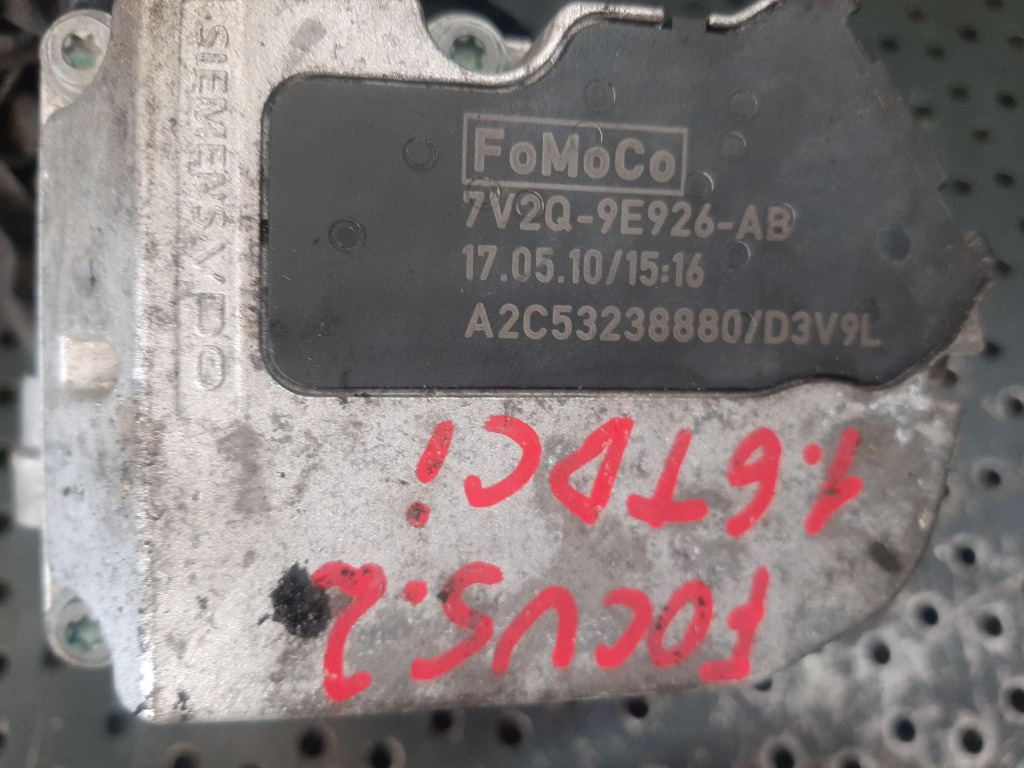 SIEMENS VDO
FoMoCo
7V2Q-9E926-AB
17.05.10/15:16
A2C53238880/D3V9L
FOCUS.2
1.6TDCi